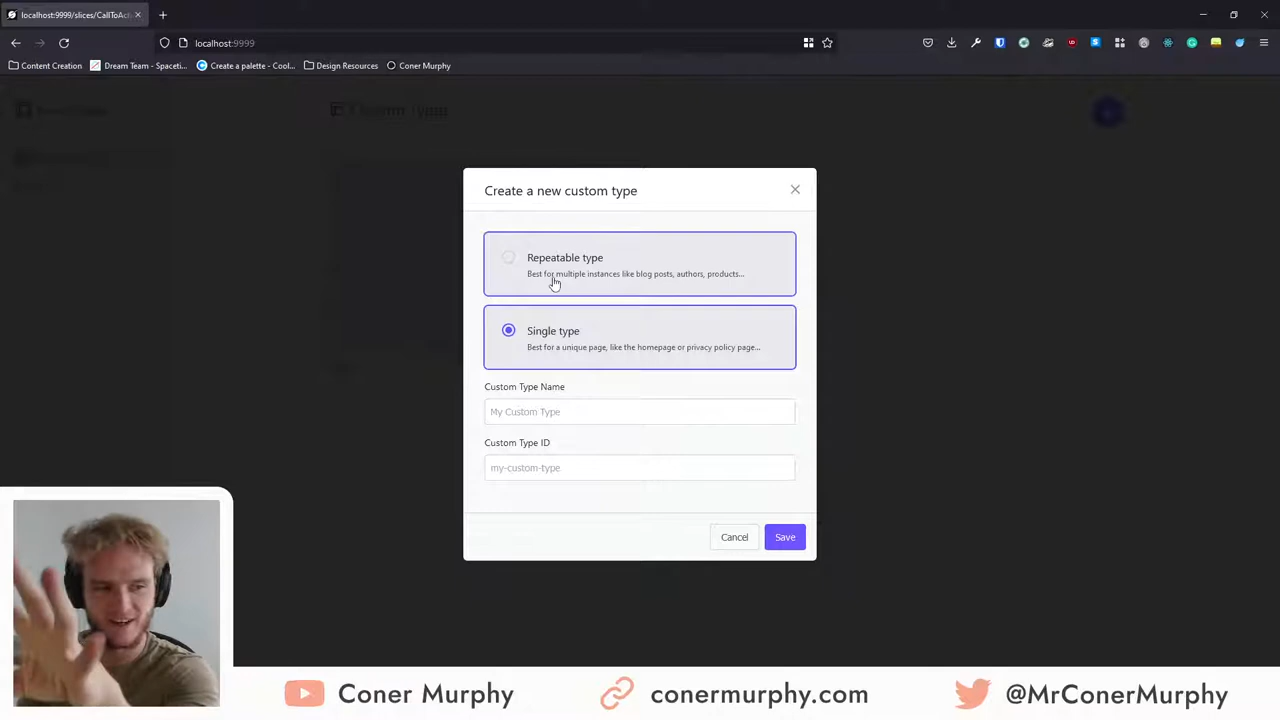 localhost:9999/slices/CallToAct
localhost:9999
Content Creation
Dream Team - Spaceti...
Create a palette - Cool...
Design Resources
Coner Murphy
Custom Types
Create a new custom type
Repeatable type
Best for multiple instances like blog posts, authors, products...
Single type
Best for a unique page, like the homepage or privacy policy page...
Custom Type Name
My Custom Type
Custom Type ID
my-custom-type
Cancel
Save
Coner Murphy
conermurphy.com
@MrConerMurphy